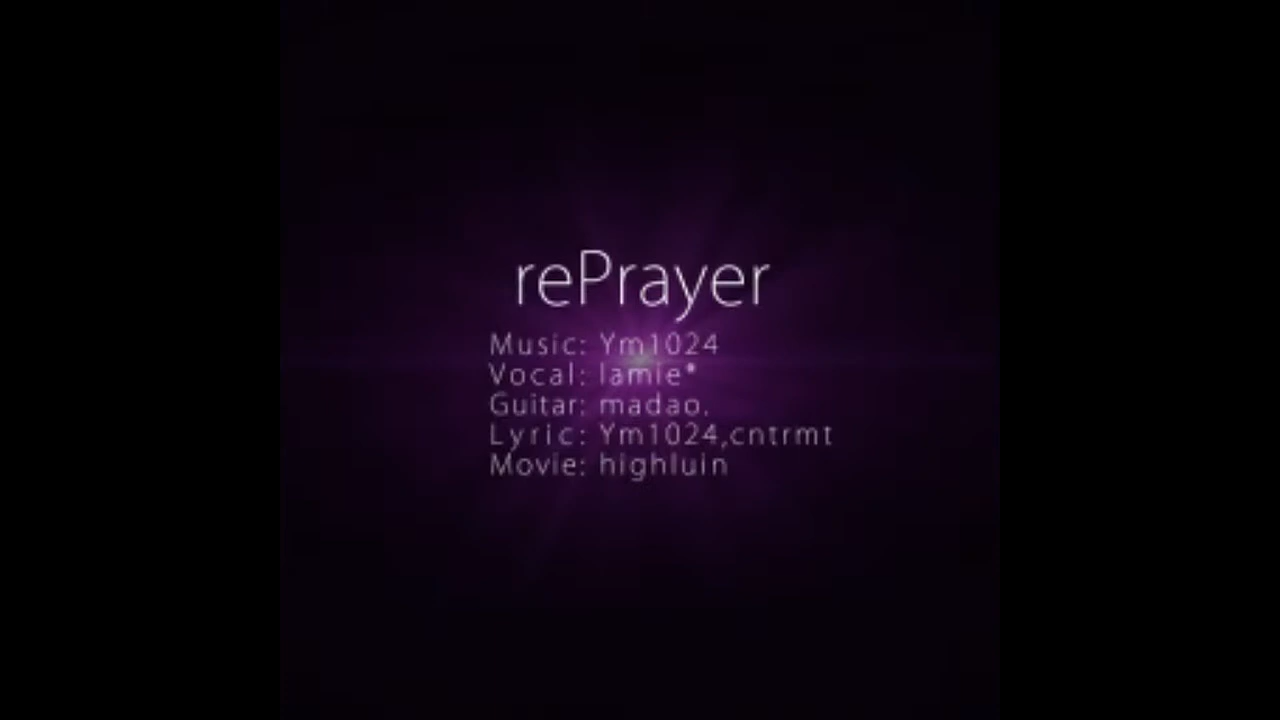 rePrayer
Music: Ym1024
Vocal: lamie*
Guitar: madao.
Lyric: Ym1024,cntrmt
Movie: highluin